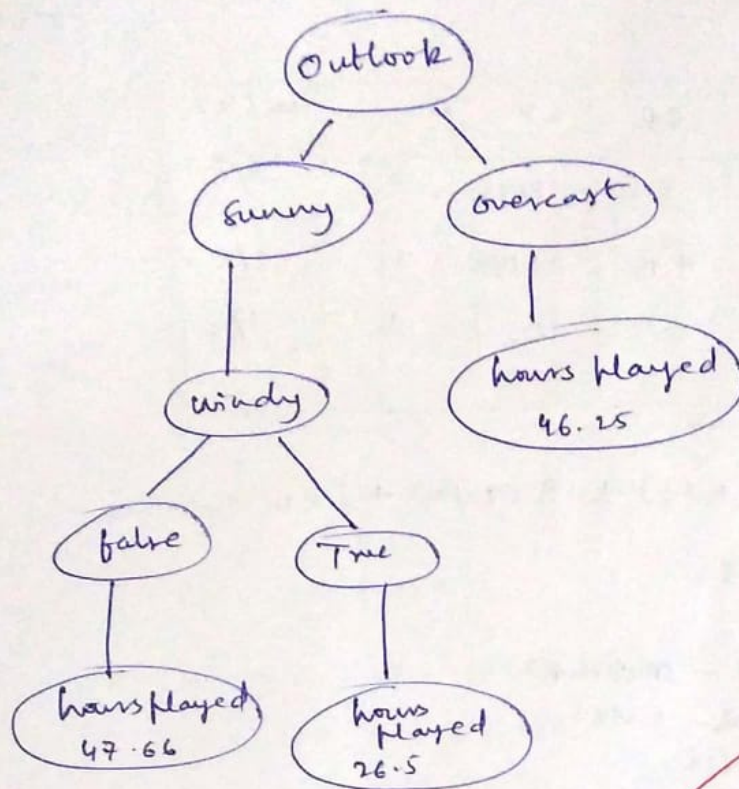 Outlook
Sunny
overcast
windy
hours played
46.25
false
True
hours played
47.66
hours
played
26.5